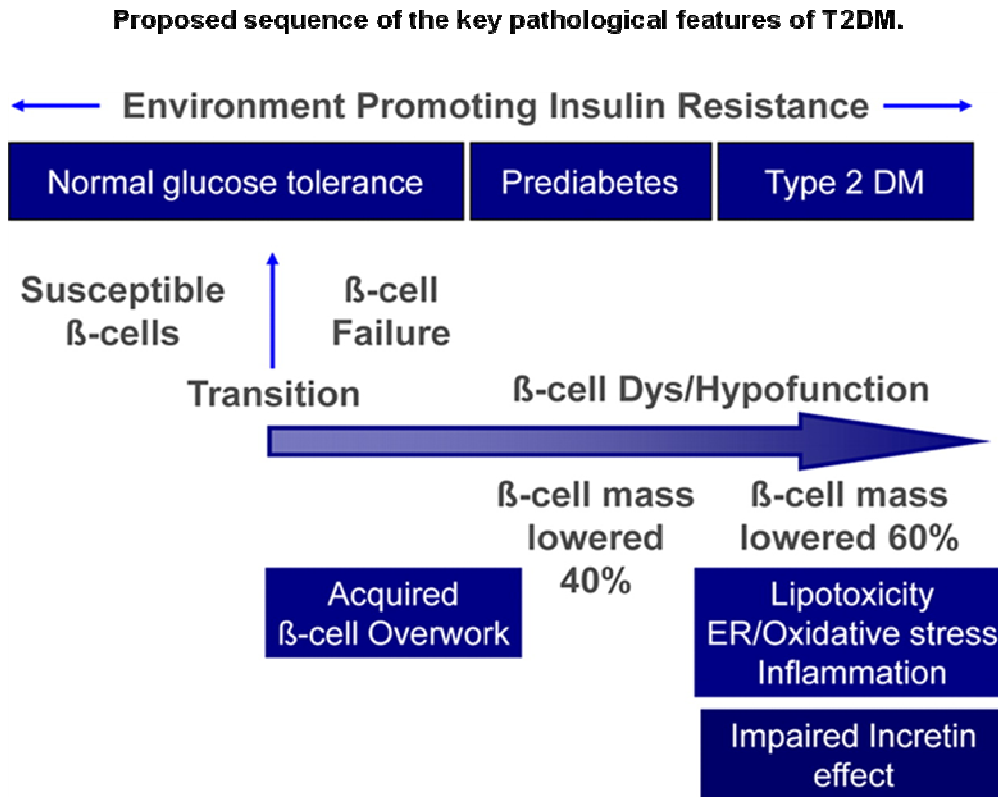 Proposed sequence of the key pathological features of T2DM.
Environment Promoting Insulin Resistance
Normal glucose tolerance
Prediabetes
Type 2 DM
Susceptible
ß-cells
ß-cell
Failure
Transition
ß-cell Dys/Hypofunction
ß-cell mass
lowered
40%
ß-cell mass
lowered 60%
Acquired
ß-cell Overwork
Lipotoxicity
ER/Oxidative stress
Inflammation
Impaired Incretin
effect